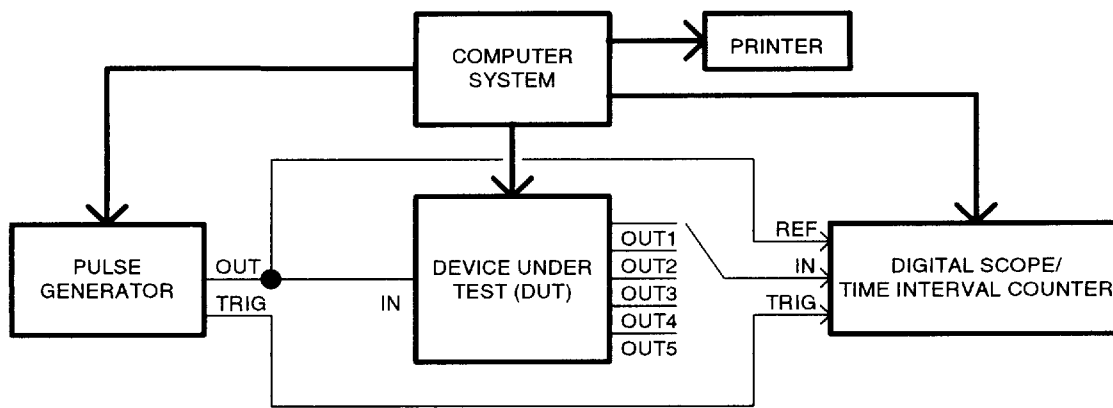 COMPUTER
SYSTEM
PRINTER
PULSE
GENERATOR
OUT
TRIG
IN
DEVICE UNDER
TEST (DUT)
OUT1
OUT2
OUT3
OUT4
OUT5
REF
IN
TRIG
DIGITAL SCOPE/
TIME INTERVAL COUNTER